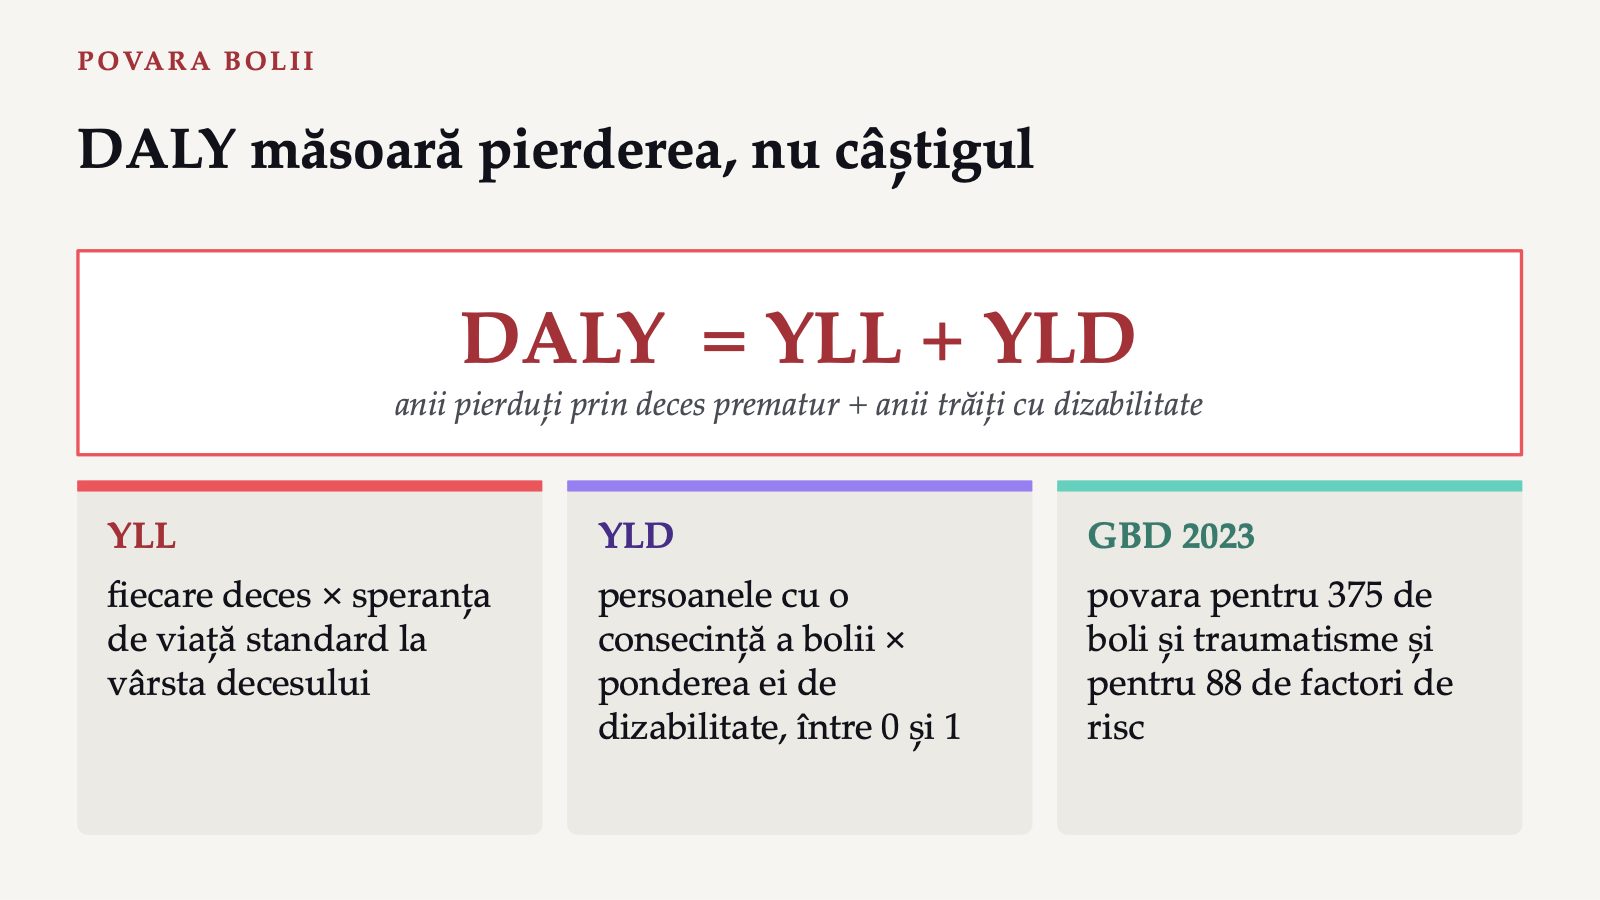 POVARA BOLII
DALY măsoară pierderea, nu câștigul
DALY = YLL + YLD
anii pierduți prin deces prematur + anii trăiți cu dizabilitate
YLL
fiecare deces × speranța
de viață standard la
vârsta decesului
YLD
persoanele cu o
consecință a bolii ×
ponderea ei de
dizabilitate, între 0 și 1
GBD 2023
povara pentru 375 de
boli și traumatisme și
pentru 88 de factori de
risc